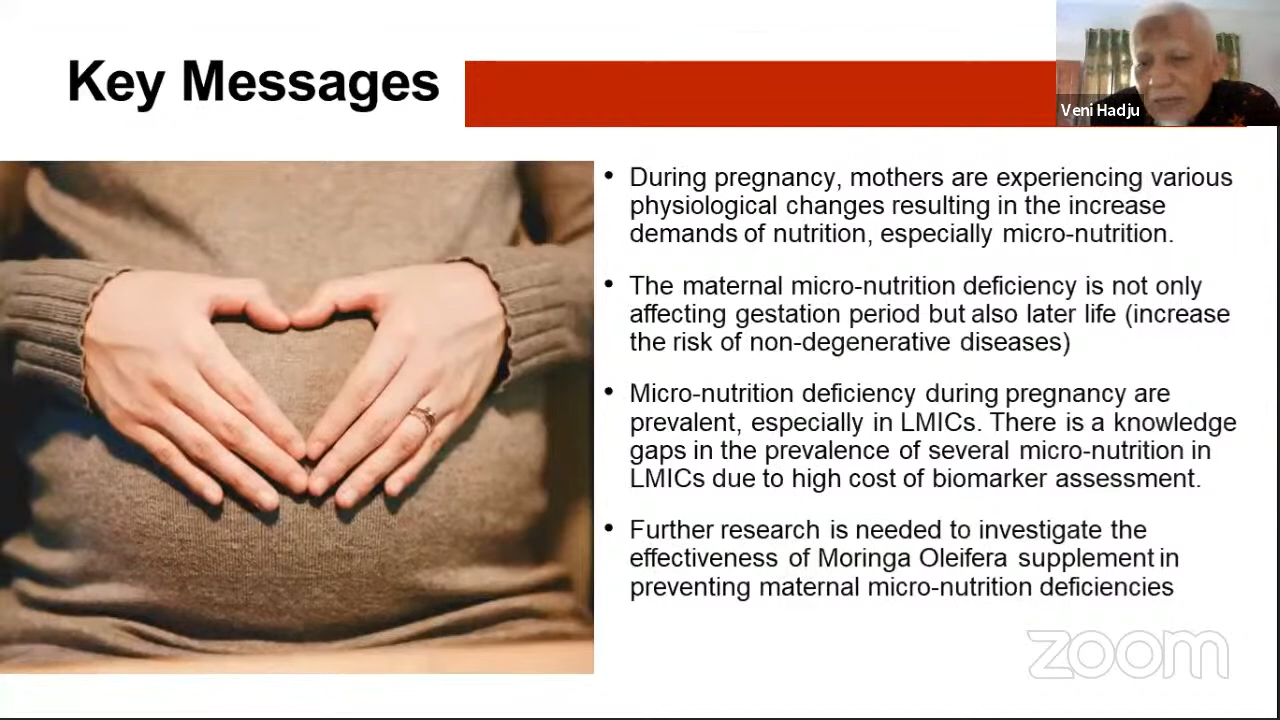 Key Messages
Veni Hadju
• During pregnancy, mothers are experiencing various
physiological changes resulting in the increase
demands of nutrition, especially micro-nutrition.
• The maternal micro-nutrition deficiency is not only
affecting gestation period but also later life (increase
the risk of non-degenerative diseases)
• Micro-nutrition deficiency during pregnancy are
prevalent, especially in LMICs. There is a knowledge
gaps in the prevalence of several micro-nutrition in
LMICs due to high cost of biomarker assessment.
• Further research is needed to investigate the
effectiveness of Moringa Oleifera supplement in
preventing maternal micro-nutrition deficiencies
zoom